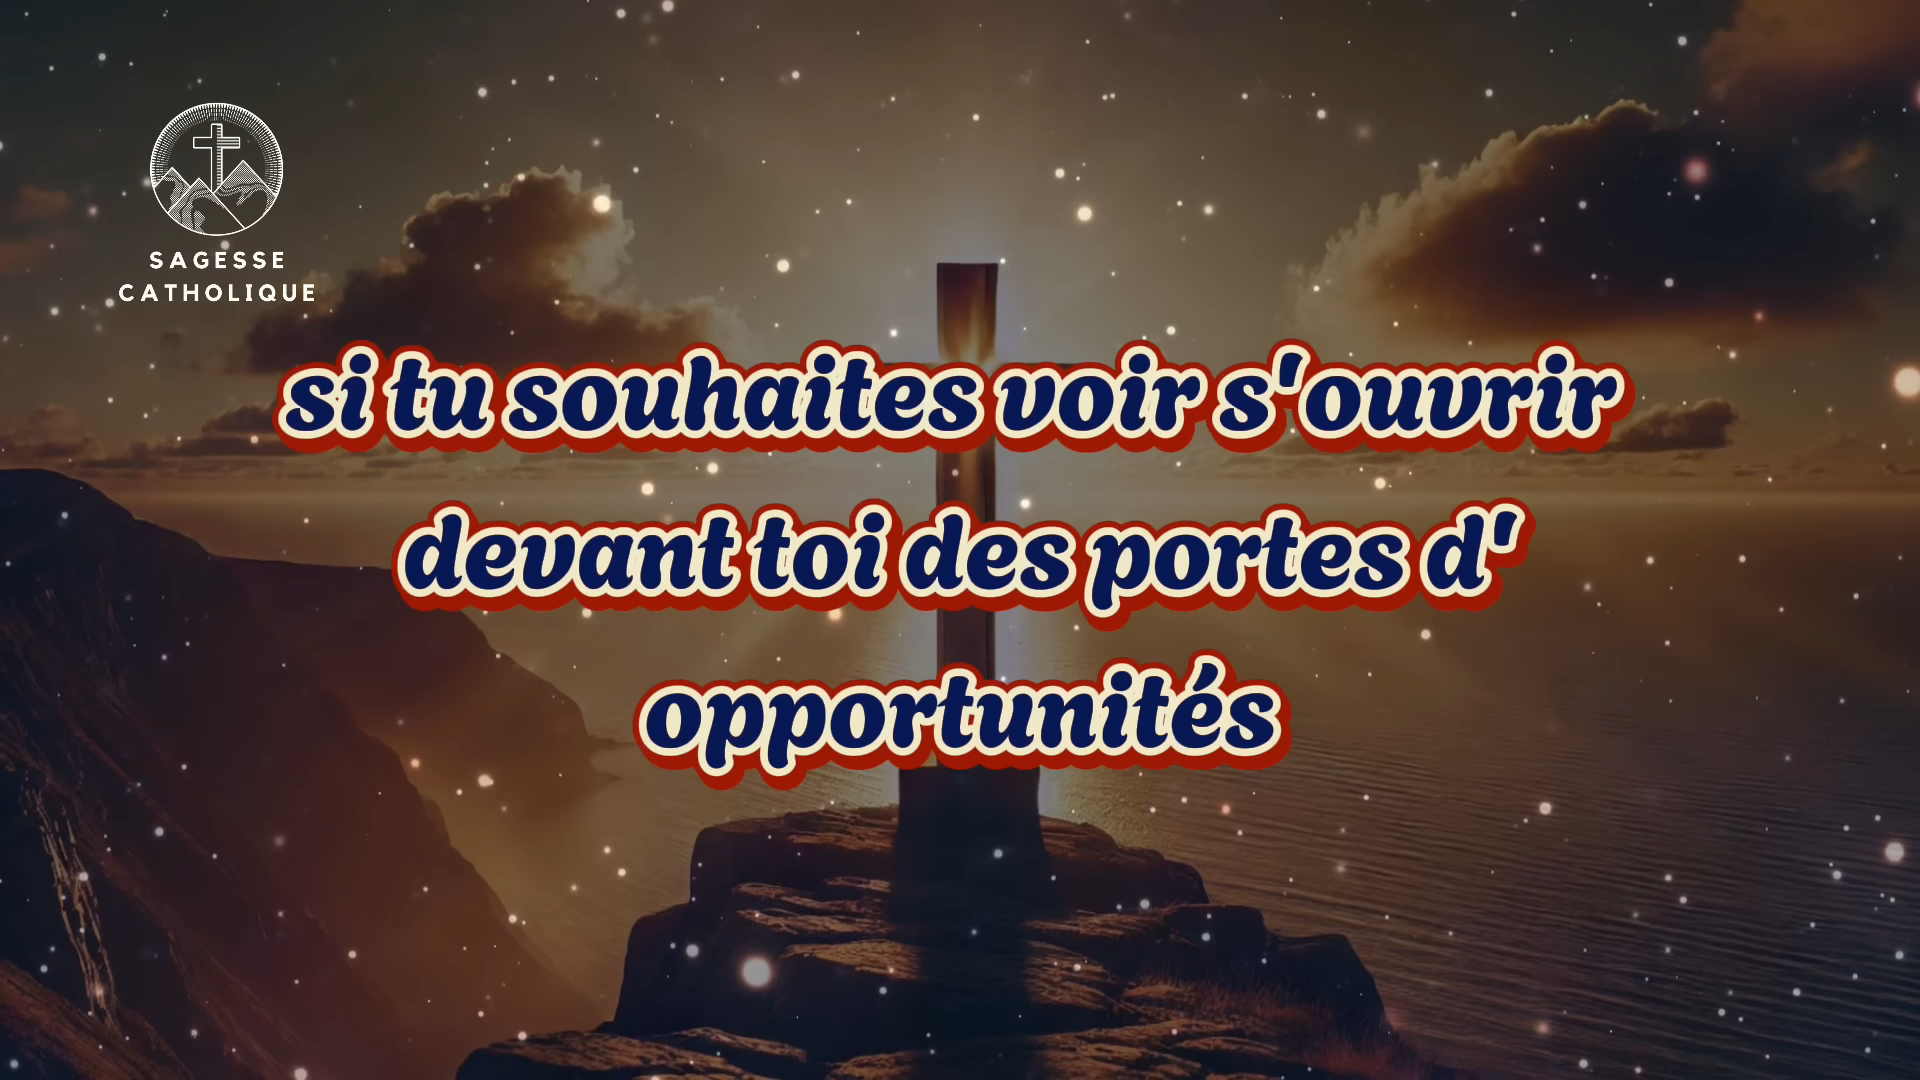 SAGESSE
CATHOLIQUE
si tu souhaites voir s'ouvrir
devant toi des portes d'
opportunités